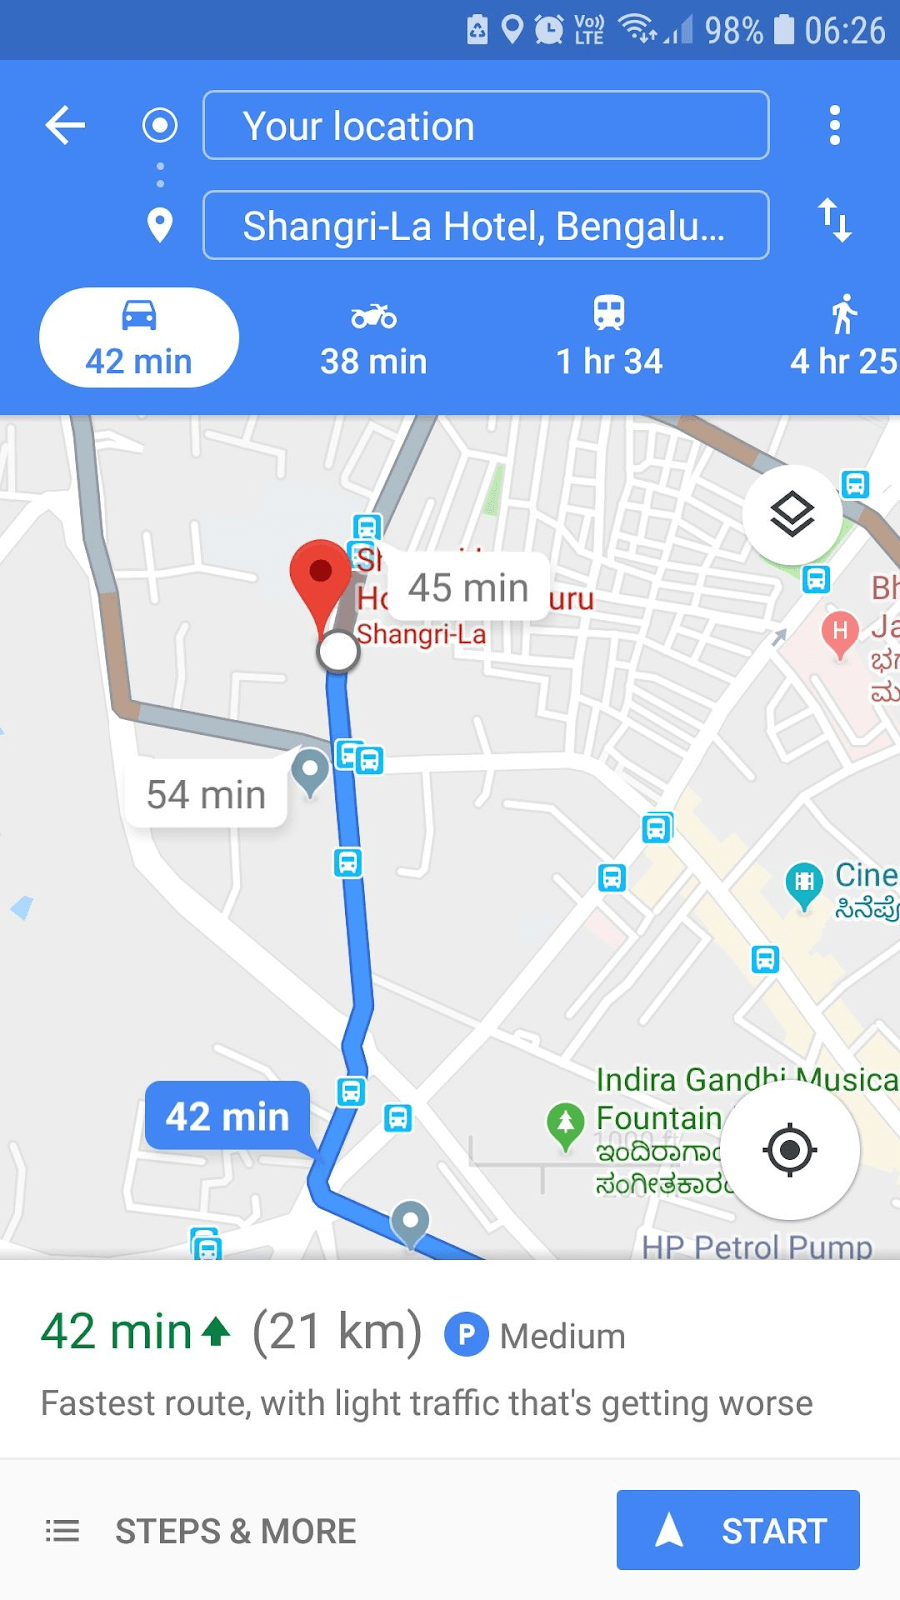 Vo))
LTE
98%
06:26
Your location
Shangri-La Hotel, Bengalu...
42 min
38 min
1 hr 34
4 hr 25
45 min
uru
Shangri-La
54 min
H
Cine
42 min
Indira Gandhi Musica
Fountain
HP Petrol Pump
42 min (21 km) P Medium
Fastest route, with light traffic that's getting worse
STEPS & MORE
START